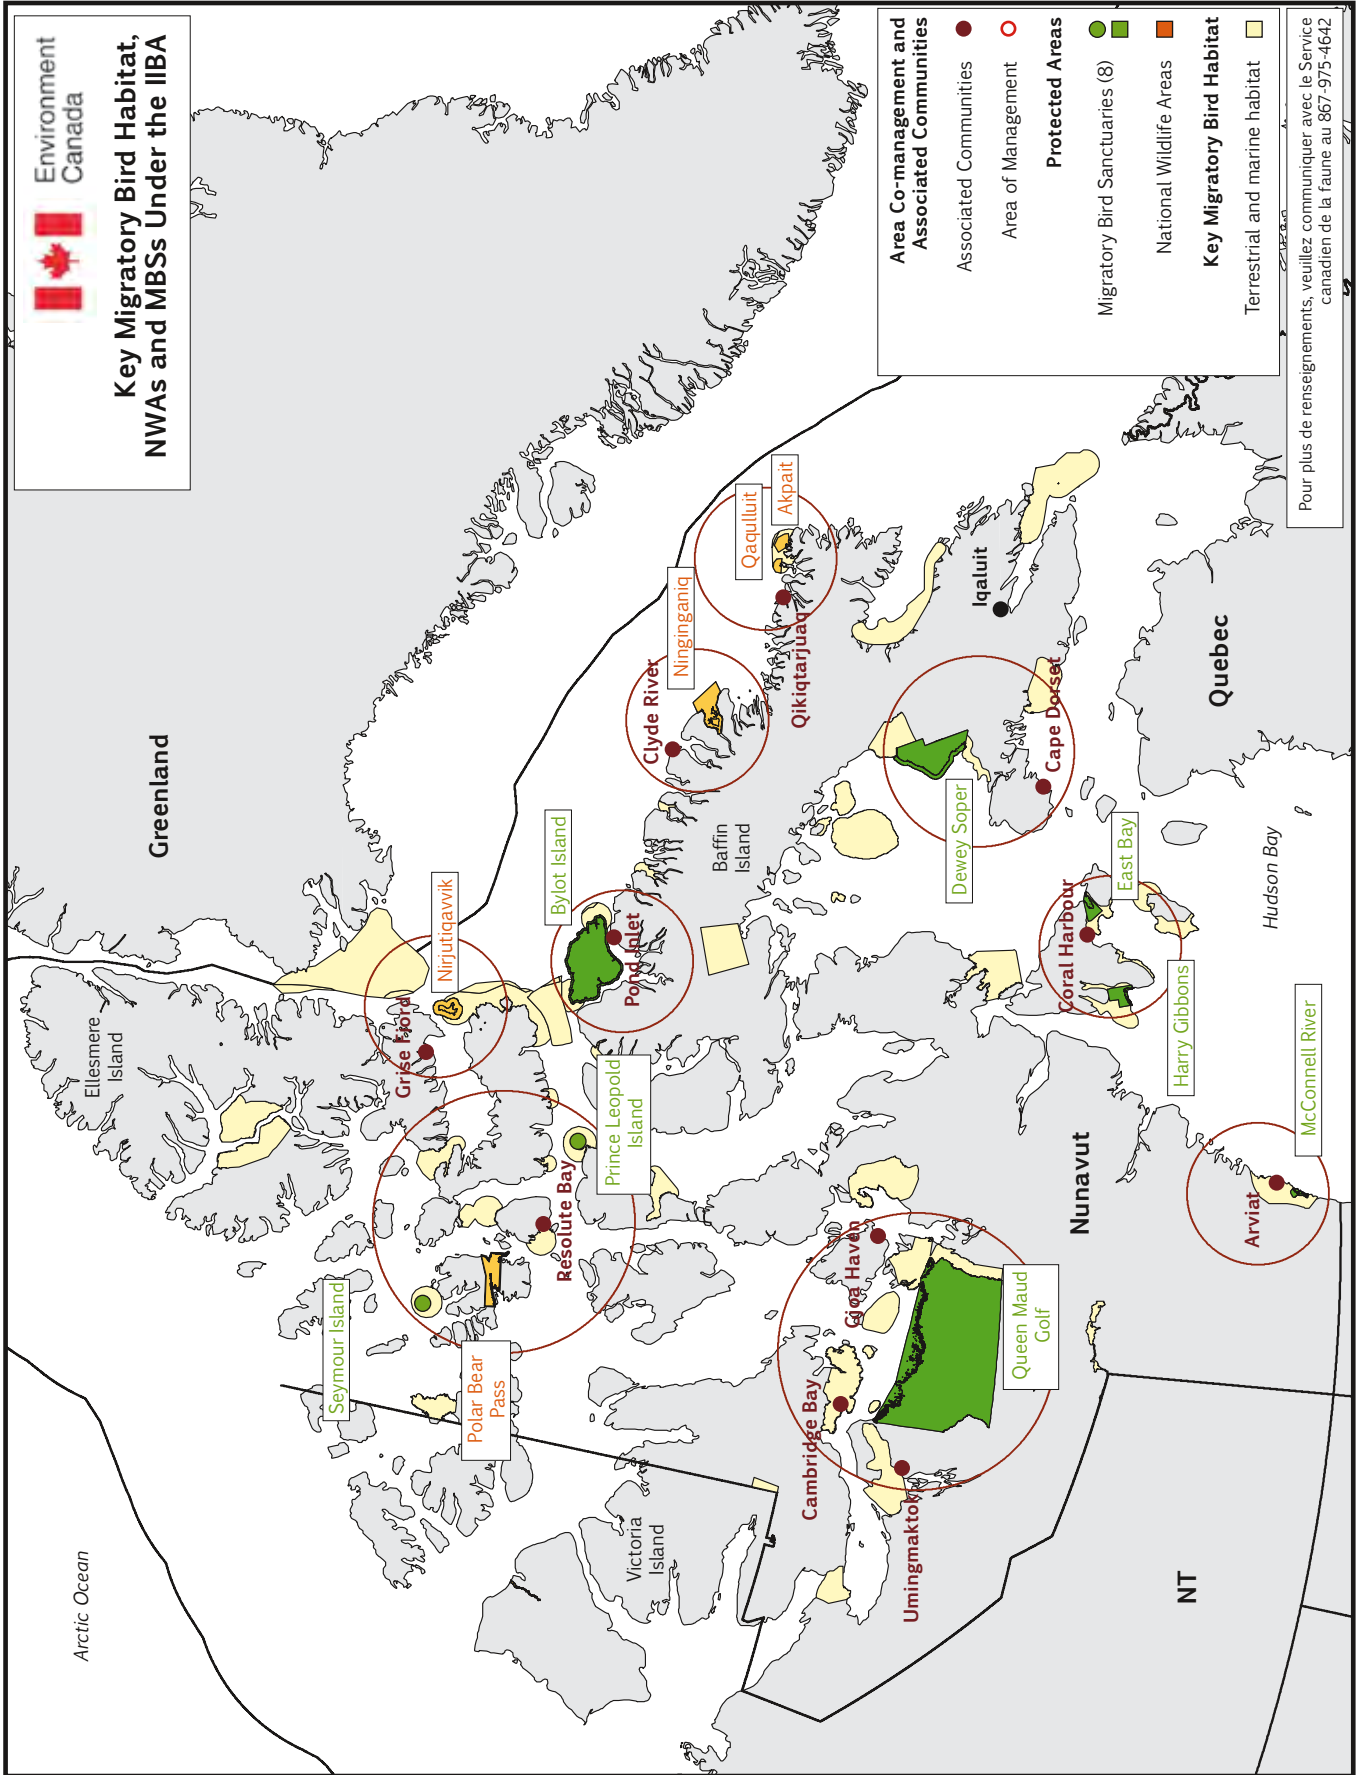 Environment
Canada
Key Migratory Bird Habitat,
NWAs and MBSs Under the IIBA
Greenland
Arctic Ocean
Ellesmere
Island
Seymour Island
Polar Bear
Pass
Grise Fjord
Nirjutiqavvik
Resolute Bay
Prince Leopold
Island
Bylot Island
Pond Inlet
Clyde River
Ninginganiq
Qaqulluit
Akpait
Qikiqtarjuaq
Baffin
Island
Victoria
Island
Cambridge Bay
Gjoa Haven
Umingmaktok
Queen Maud
Golf
Dewey Soper
Cape Dorset
Iqaluit
Coral Harbour
East Bay
Harry Gibbons
McConnell River
Arviat
Nunavut
NT
Hudson Bay
Quebec
Area Co-management and
Associated Communities
Associated Communities
Area of Management
Protected Areas
Migratory Bird Sanctuaries (8)
National Wildlife Areas
Key Migratory Bird Habitat
Terrestrial and marine habitat
Pour plus de renseignements, veuillez communiquer avec le Service
canadien de la faune au 867-975-4642